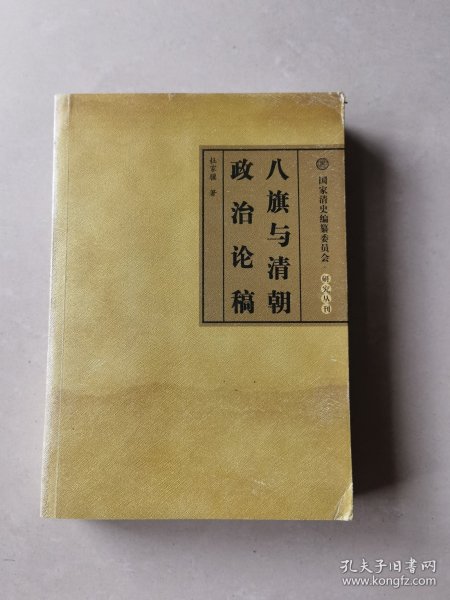 国家清史编纂委员会·研究丛刊
八旗与清朝
政治论稿
杜家骥 著
孔夫子旧书网
www.kongfz.com